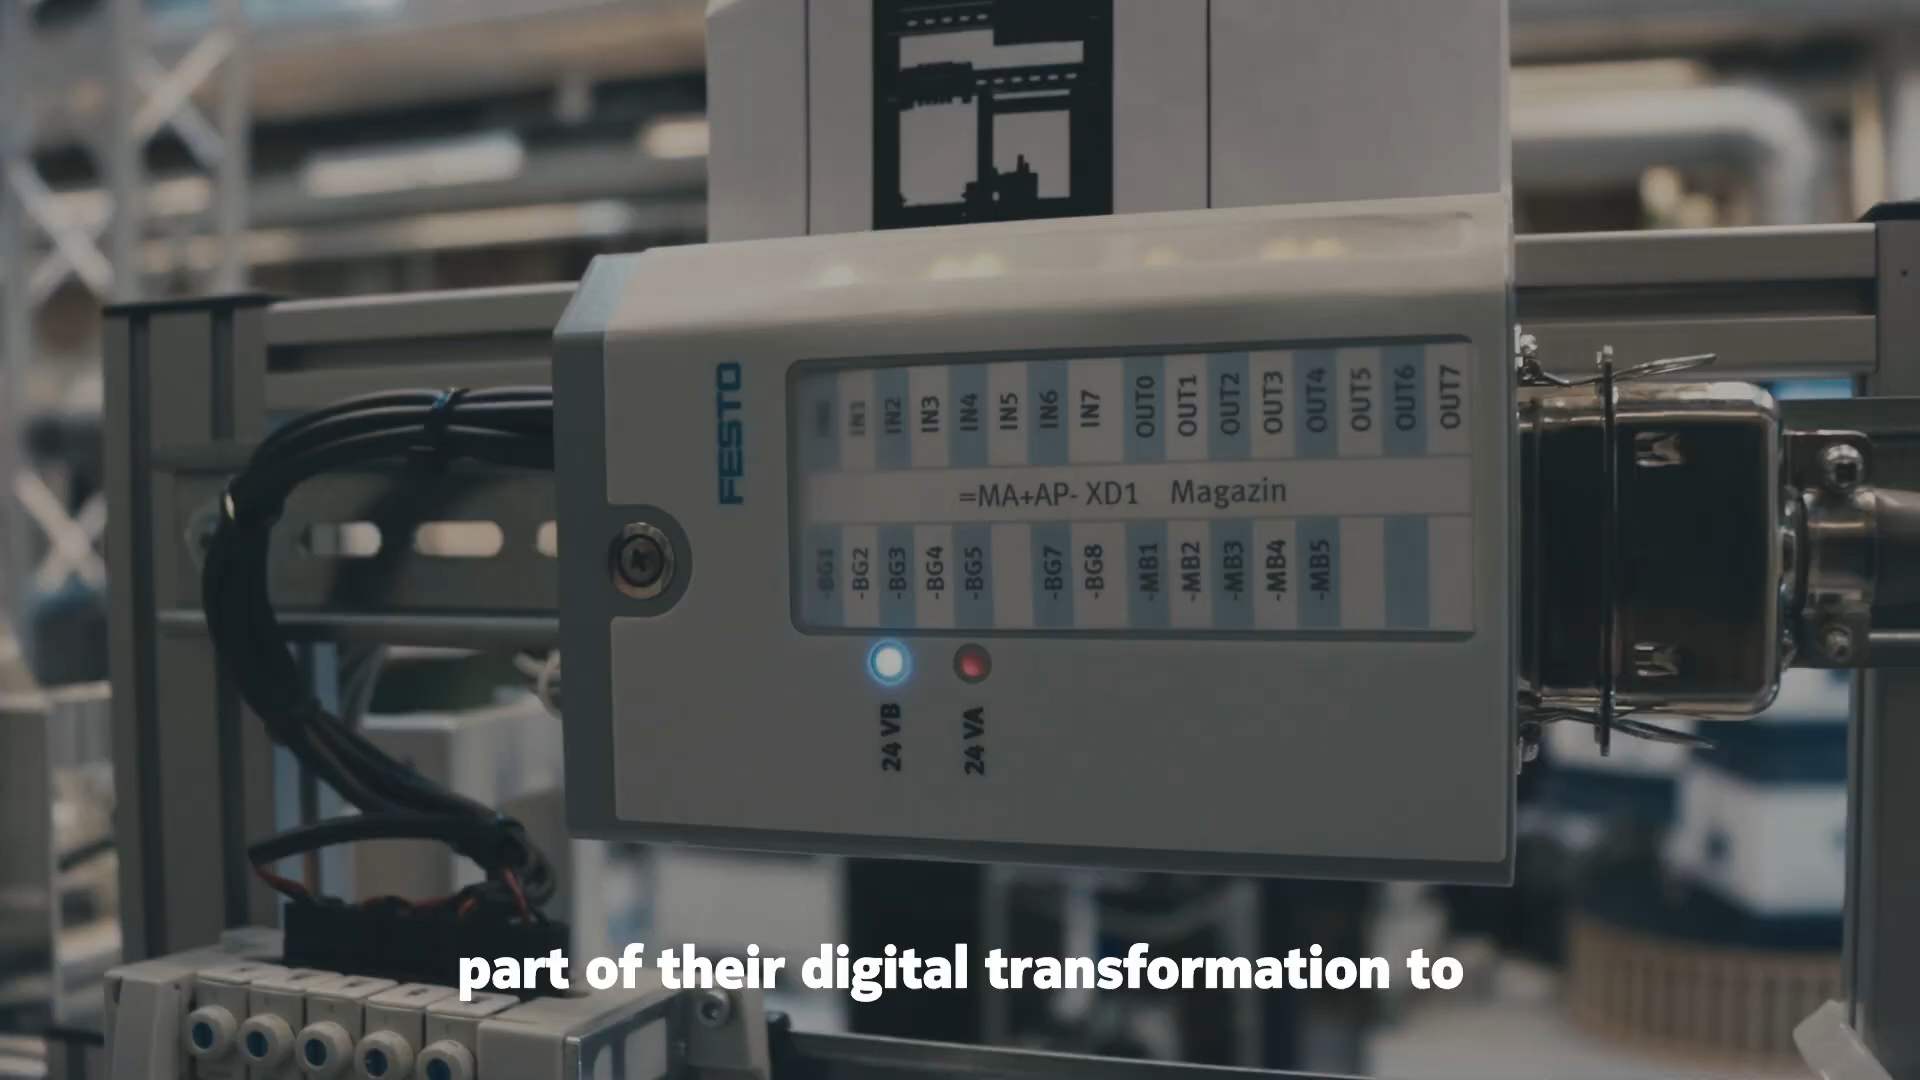 FESTO
IN1 IN2 IN3 IN4 IN5 IN6 IN7 OUT0 OUT1 OUT2 OUT3 OUT4 OUT5 OUT6 OUT7
=MA+AP- XD1 Magazin
-BG1 -BG2 -BG3 -BG4 -BG5 -BG7 -BG8 -MB1 -MB2 -MB3 -MB4 -MB5
24 VB 24 VA
part of their digital transformation to